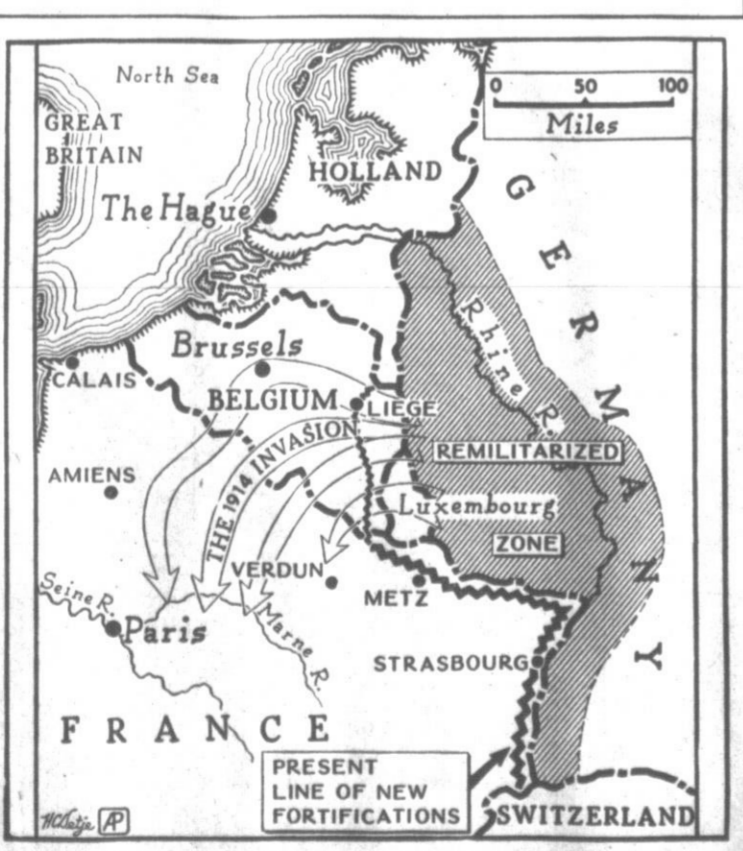 North Sea
0 50 100
Miles
GREAT
BRITAIN
HOLLAND
The Hague
GERMANY
Rhine R.
Brussels
CALAIS
BELGIUM
LIEGE
THE 1914 INVASION
REMILITARIZED
AMIENS
Luxembourg
ZONE
VERDUN
METZ
Seine R.
Paris
Marne R.
STRASBOURG
FRANCE
PRESENT
LINE OF NEW
FORTIFICATIONS
SWITZERLAND
AP